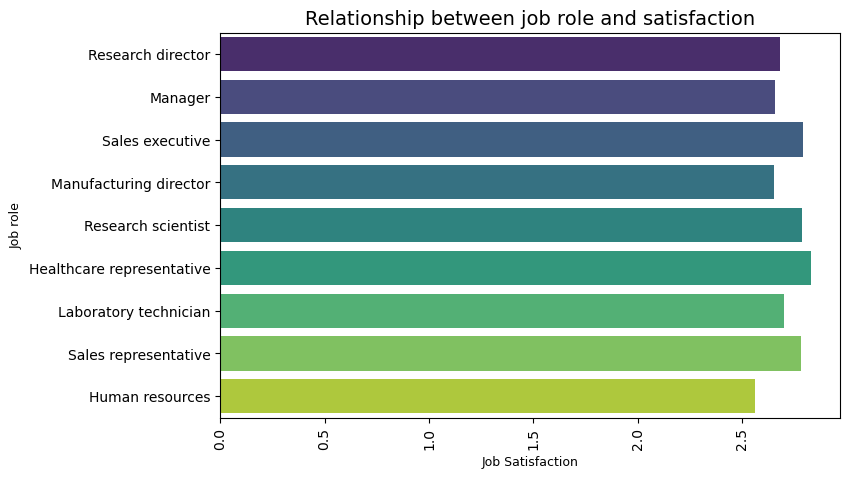 Relationship between job role and satisfaction
Job role
Research director
Manager
Sales executive
Manufacturing director
Research scientist
Healthcare representative
Laboratory technician
Sales representative
Human resources
0.0
0.5
1.0
1.5
2.0
2.5
Job Satisfaction